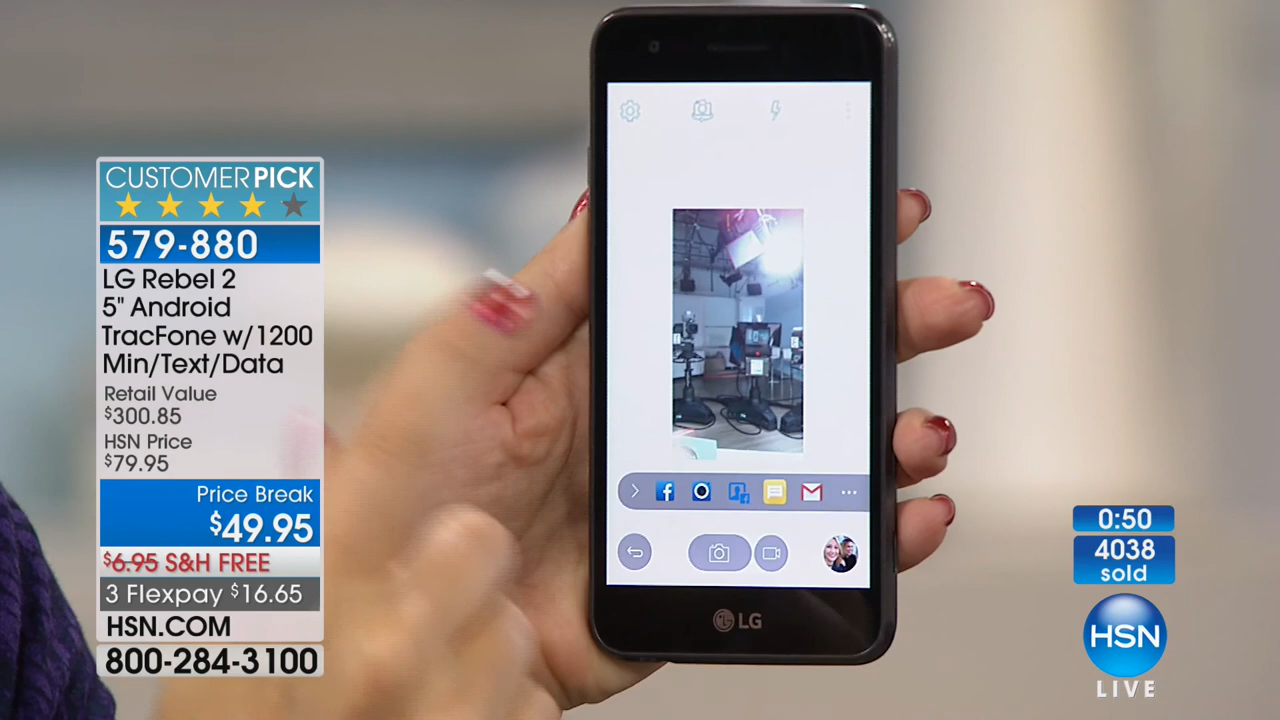 CUSTOMERPICK
579-880
LG Rebel 2
5" Android
TracFone w/1200
Min/Text/Data
Retail Value
$300.85
HSN Price
$79.95
Price Break
$49.95
$6.95 S&H FREE
3 Flexpay $16.65
HSN.COM
800-284-3100
LG
0:50
4038
sold
HSN
LIVE